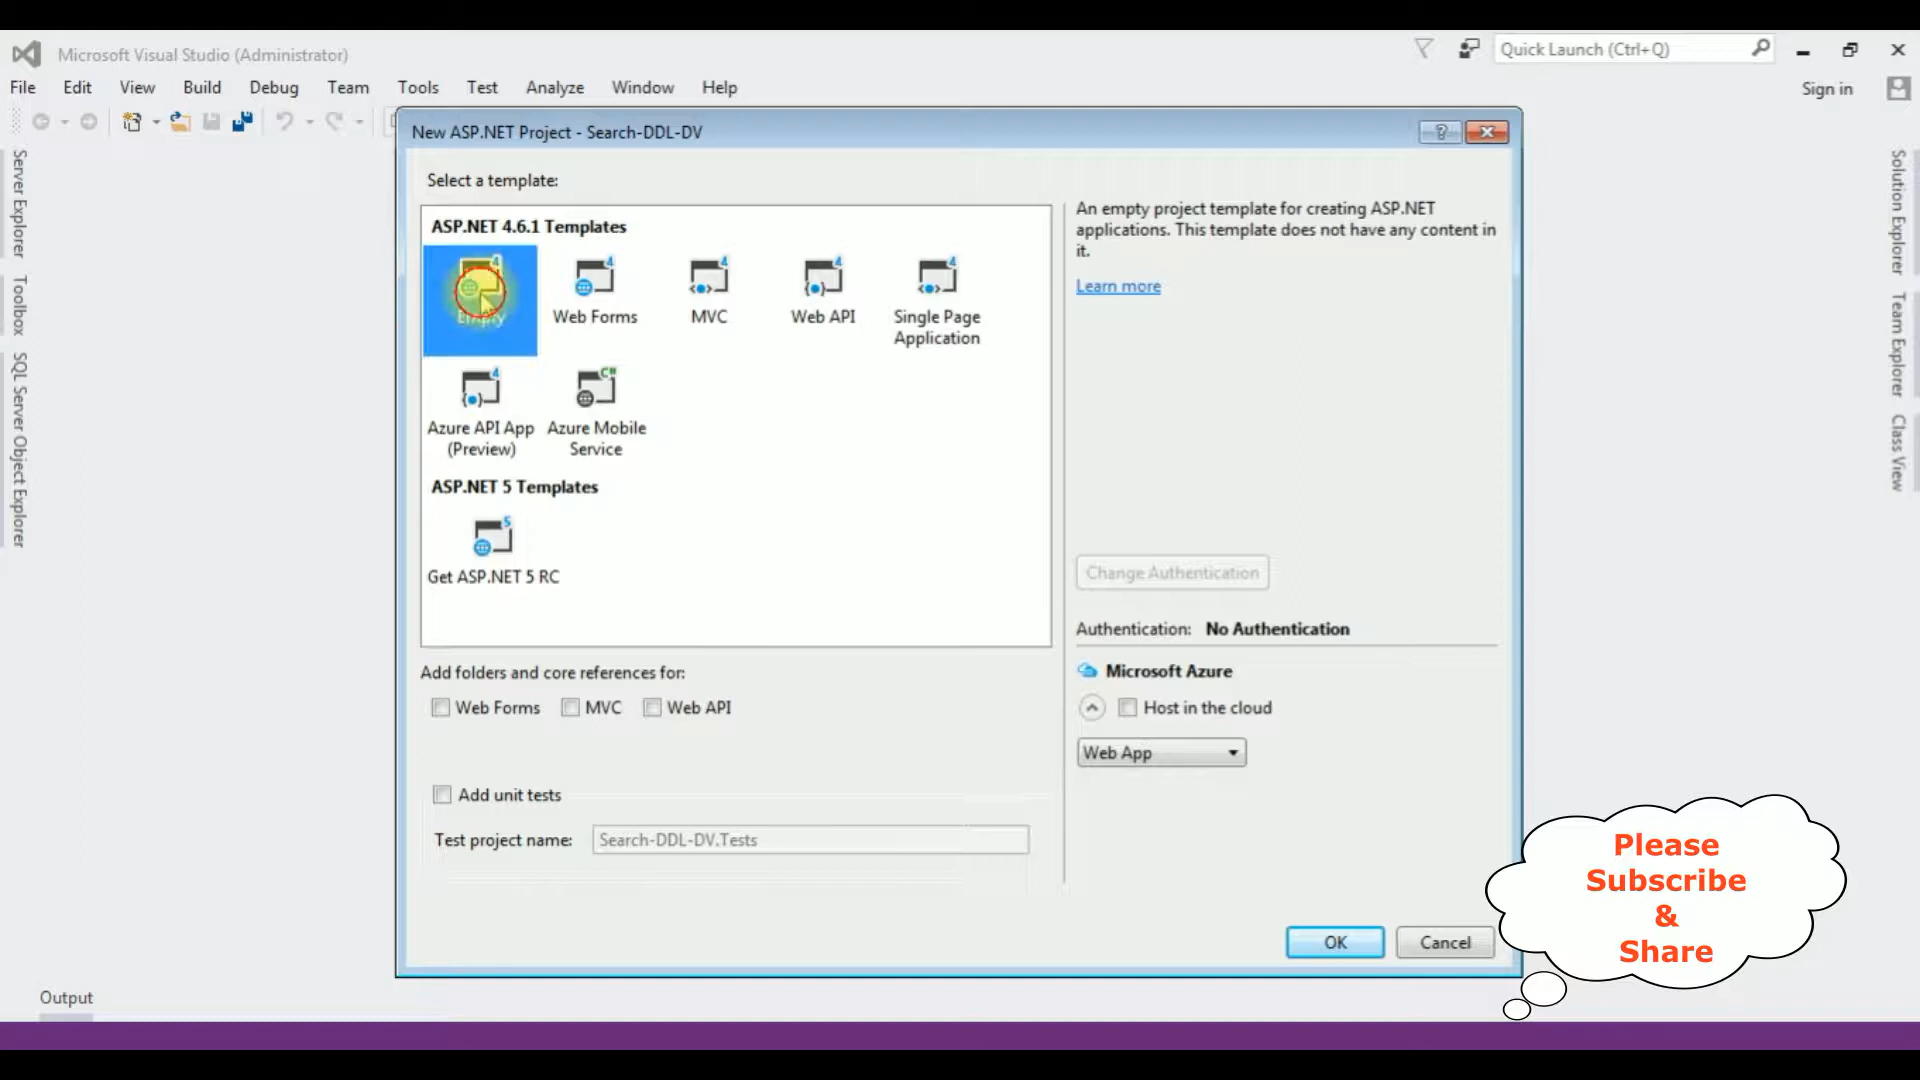 Microsoft Visual Studio (Administrator)
Quick Launch (Ctrl+Q)
File Edit View Build Debug Team Tools Test Analyze Window Help
Sign in
Server Explorer
Toolbox
SQL Server Object Explorer
New ASP.NET Project - Search-DDL-DV
?
Select a template:
ASP.NET 4.6.1 Templates
Empty
Web Forms
MVC
Web API
Single Page
Application
Azure API App
(Preview)
Azure Mobile
Service
ASP.NET 5 Templates
Get ASP.NET 5 RC
An empty project template for creating ASP.NET
applications. This template does not have any content in
it.
Learn more
Change Authentication
Authentication: No Authentication
Microsoft Azure
Host in the cloud
Web App
Add folders and core references for:
Web Forms MVC Web API
Add unit tests
Test project name: Search-DDL-DV.Tests
OK Cancel
Solution Explorer
Team Explorer
Class View
Please
Subscribe
&
Share
Output